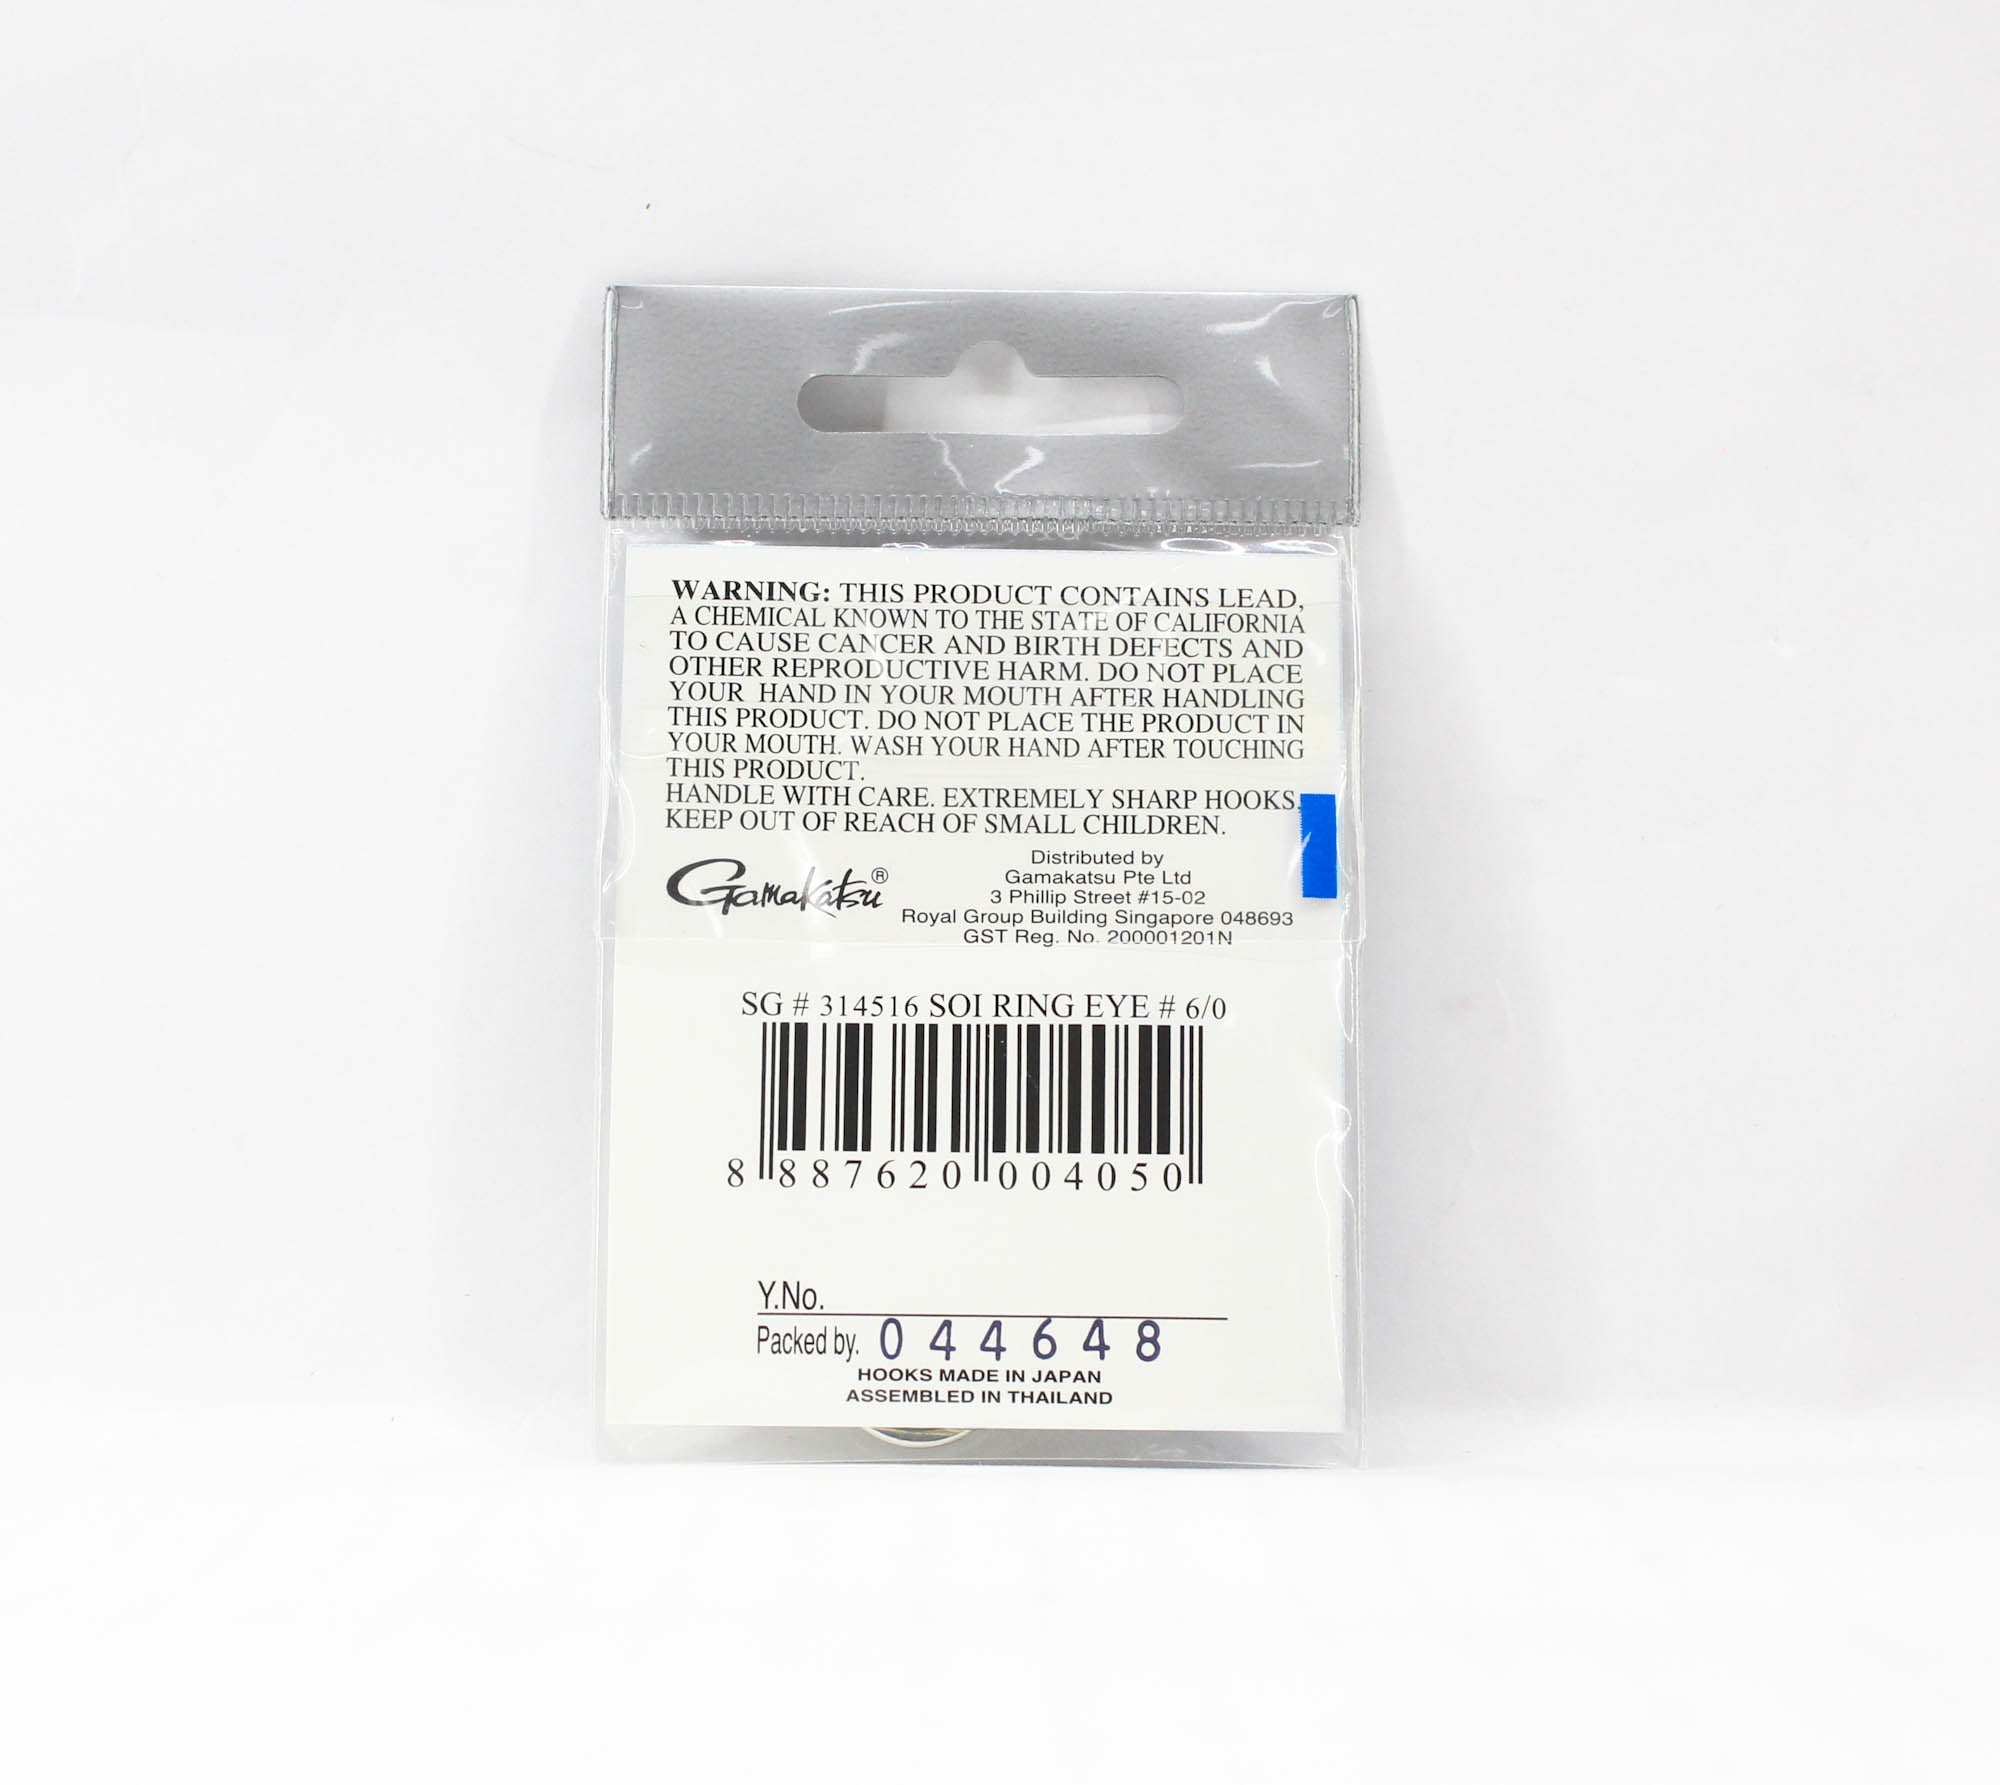 WARNING: THIS PRODUCT CONTAINS LEAD,
A CHEMICAL KNOWN TO THE STATE OF CALIFORNIA
TO CAUSE CANCER AND BIRTH DEFECTS AND
OTHER REPRODUCTIVE HARM. DO NOT PLACE
YOUR HAND IN YOUR MOUTH AFTER HANDLING
THIS PRODUCT. DO NOT PLACE THE PRODUCT IN
YOUR MOUTH. WASH YOUR HAND AFTER TOUCHING
THIS PRODUCT.
HANDLE WITH CARE. EXTREMELY SHARP HOOKS.
KEEP OUT OF REACH OF SMALL CHILDREN.
Gamakatsu®
Distributed by
Gamakatsu Pte Ltd
3 Phillip Street #15-02
Royal Group Building Singapore 048693
GST Reg. No. 200001201N
SG # 314516 SOI RING EYE # 6/0
8 887620 004050
Y.No.
Packed by. 044648
HOOKS MADE IN JAPAN
ASSEMBLED IN THAILAND